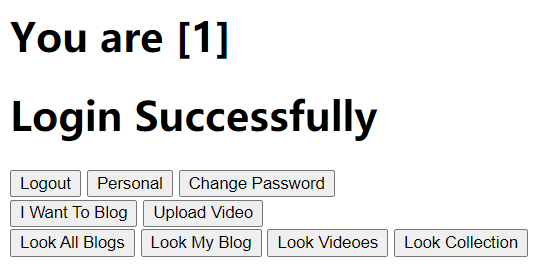 You are [1]
Login Successfully
Logout Personal Change Password
I Want To Blog Upload Video
Look All Blogs Look My Blog Look Videoes Look Collection